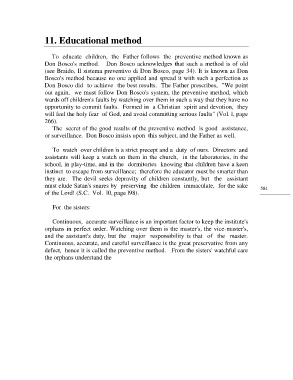 11. Educational method
To educate children, the Father follows the preventive method known as
Don Bosco's method. Don Bosco acknowledges that such a method is of old
(see Braido, Il sistema preventivo di Don Bosco, page 34). It is known as Don
Bosco's method because no one applied and spread it with such a perfection as
Don Bosco did to achieve the best results. The Father prescribes, "We point
out again, we must follow Don Bosco's system, the preventive method, which
wards off children's faults by watching over them in such a way that they have no
opportunity to commit faults. Formed in a Christian spirit and devotion, they
will feel the holy fear of God, and avoid committing serious faults" (Vol. 1, page
266).
The secret of the good results of the preventive method is good assistance,
or surveillance. Don Bosco insists upon this subject, and the Father as well.
To watch over children is a strict precept and a duty of ours. Directors and
assistants will keep a watch on them in the church, in the laboratories, in the
school, in play-time, and in the dormitories knowing that children have a keen
instinct to escape from surveillance; therefore the educator must be smarter than
they are. The devil seeks depravity of children constantly, but the assistant
must elude Satan's snares by preserving the children immaculate, for the sake
of the Lord! (S.C. Vol. 10, page 198).
584
For the sisters:
Continuous, accurate surveillance is an important factor to keep the institute's
orphans in perfect order. Watching over them is the master's, the vice-master's,
and the assistant's duty, but the major responsibility is that of the master.
Continuous, accurate, and careful surveillance is the great preservative from any
defect, hence it is called the preventive method. From the sisters' watchful care
the orphans understand the